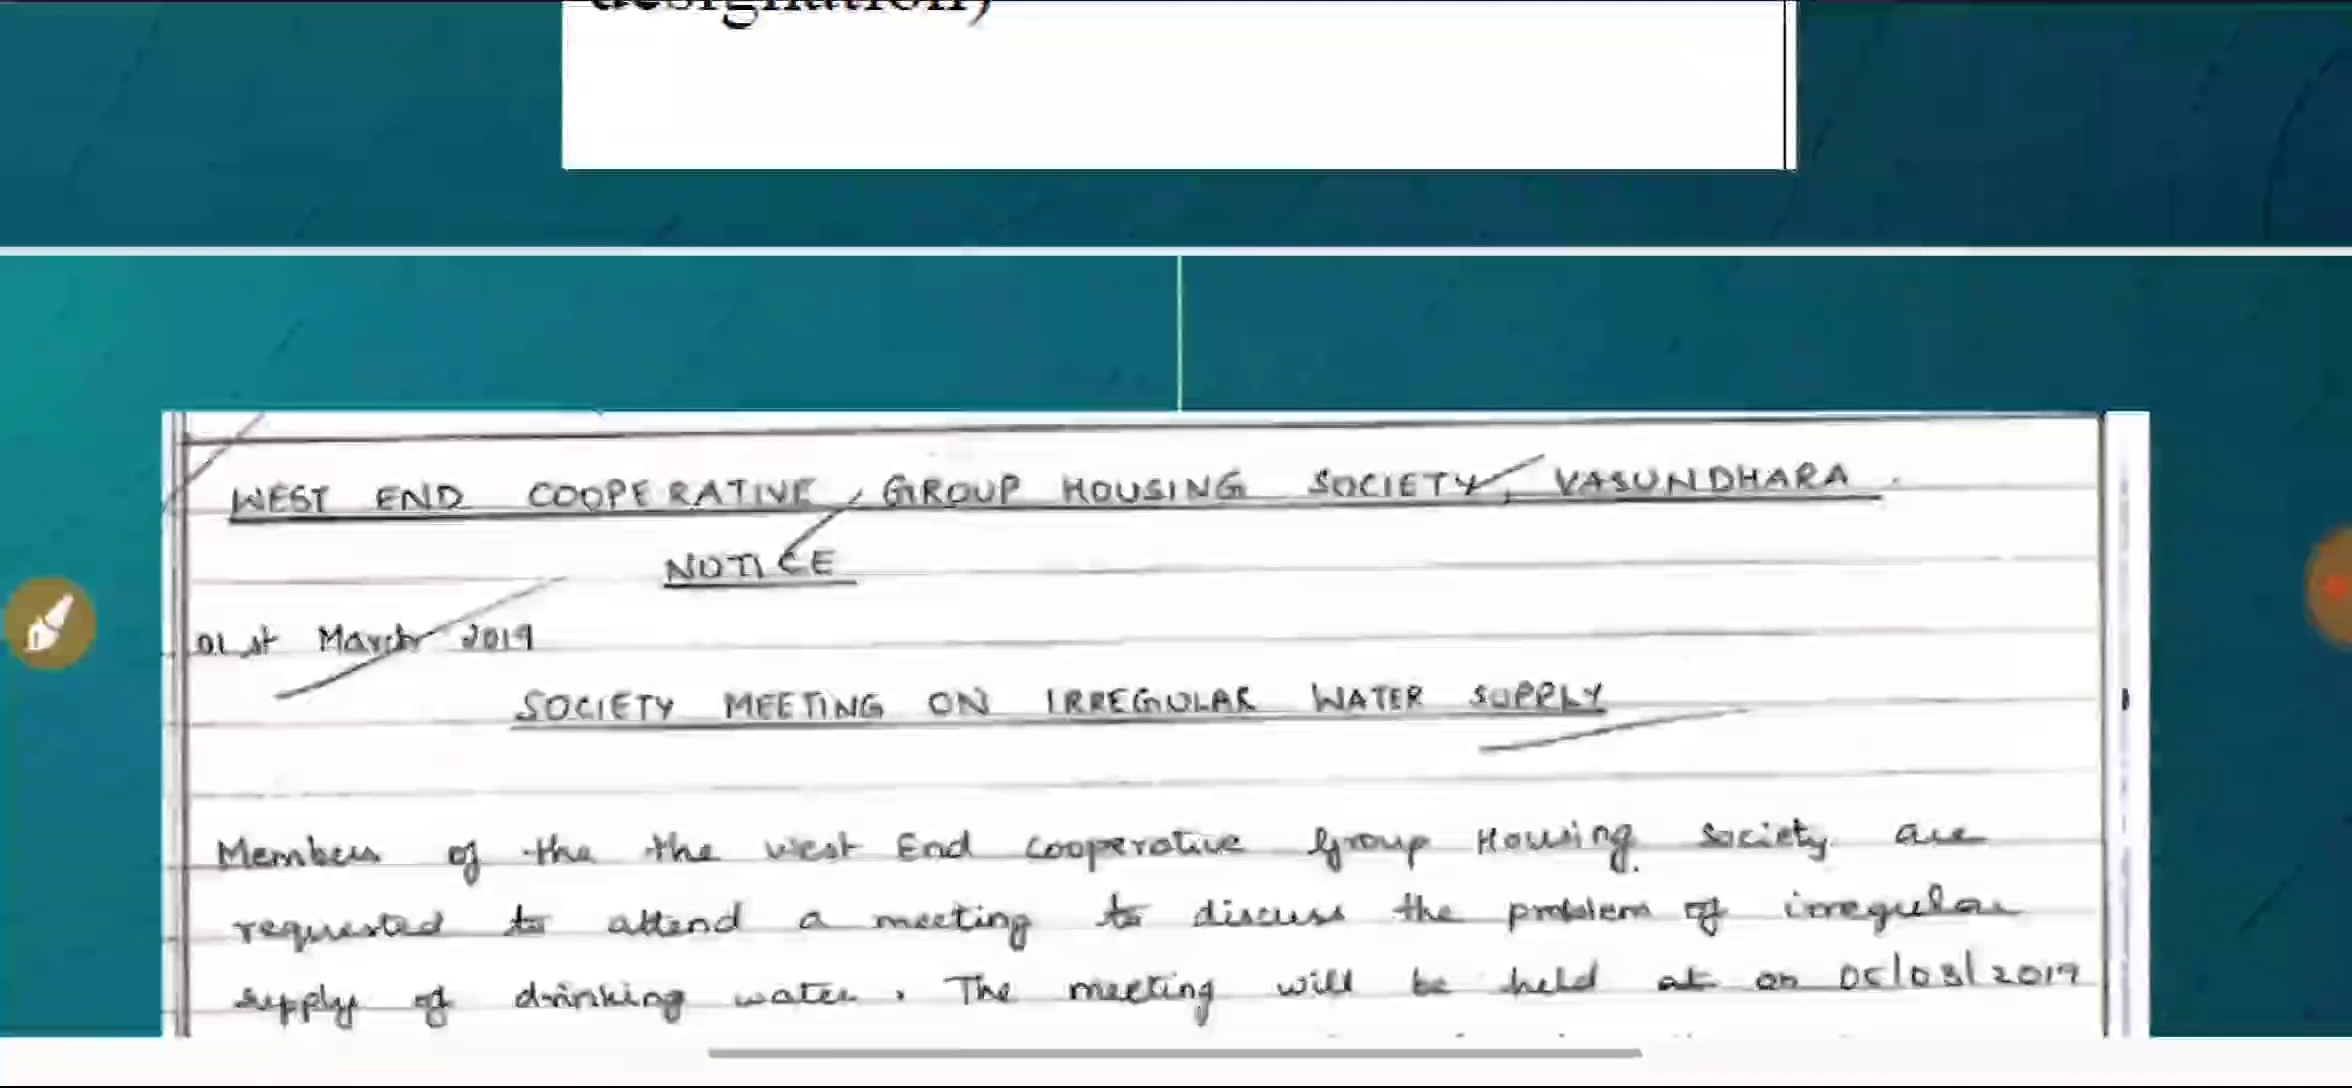 designation)
WEST END COOPERATIVE GROUP HOUSING SOCIETY, VASUNDHARA.
NOTICE
01st March 2019
SOCIETY MEETING ON IRREGULAR WATER SUPPLY
Members of the the West End Cooperative Group Housing Society are
requested to attend a meeting to discuss the problem of irregular
supply of drinking water. The meeting will be held at on 05/03/2019